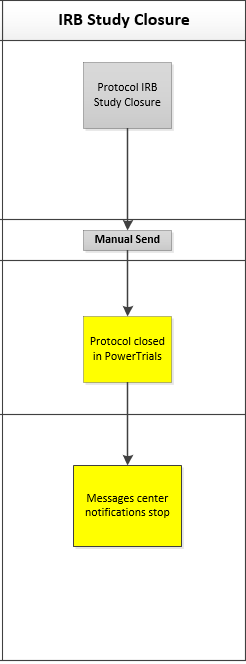 IRB Study Closure
Protocol IRB
Study Closure
Manual Send
Protocol closed
in PowerTrials
Messages center
notifications stop